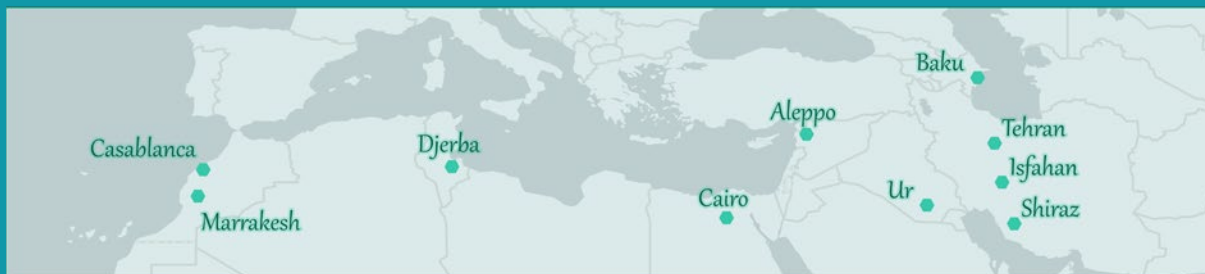 Baku
Aleppo
Tehran
Casablanca
Djerba
Isfahan
Ur
Cairo
Marrakesh
Shiraz